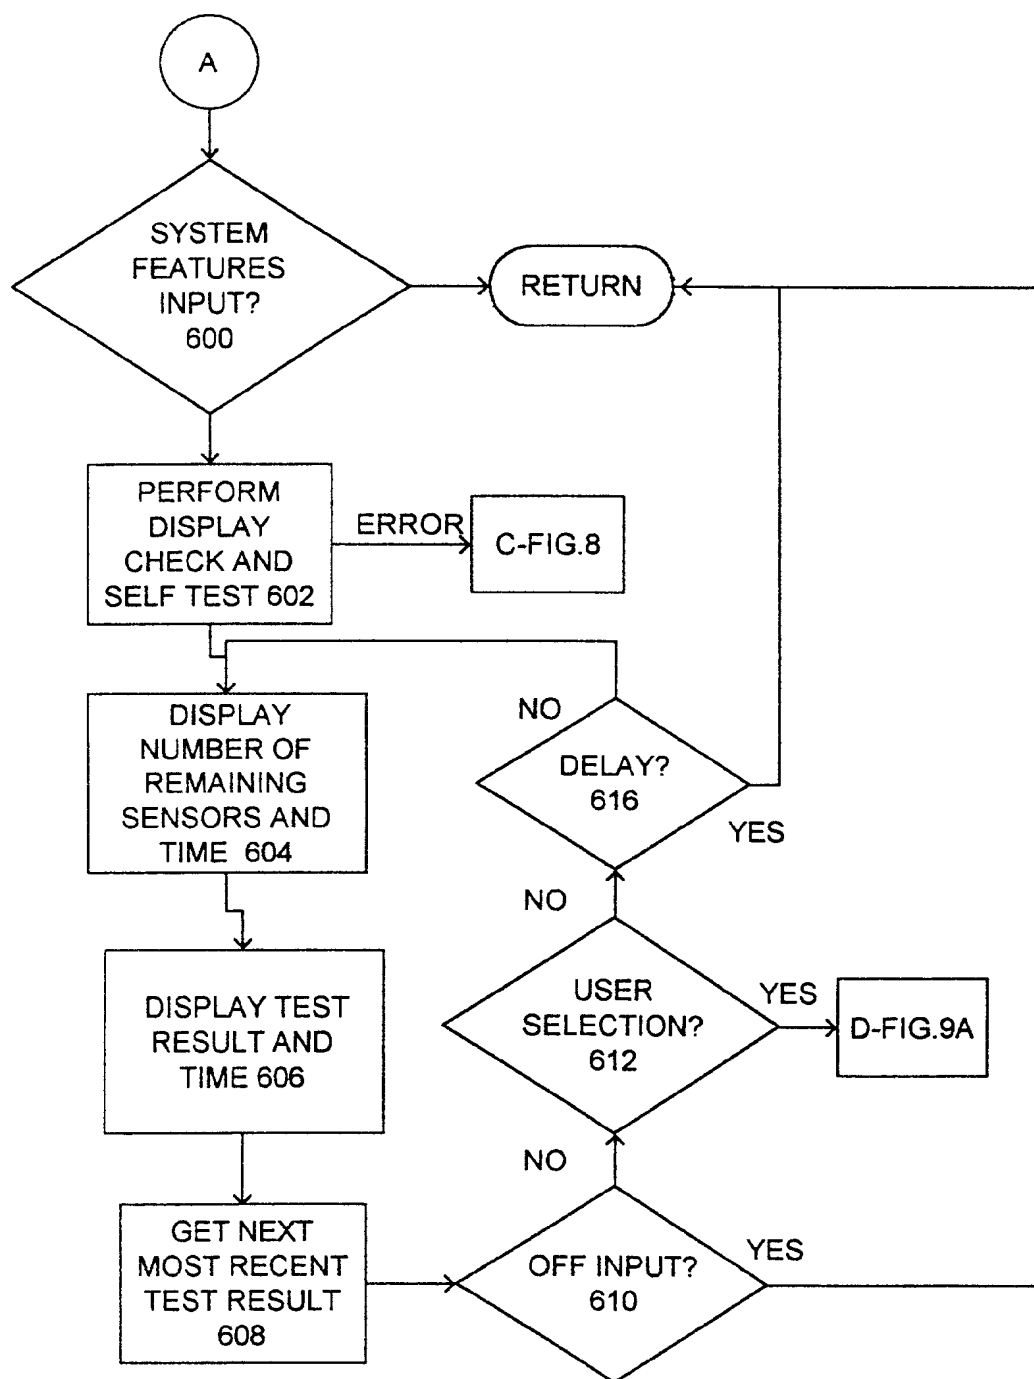 A
SYSTEM
FEATURES
INPUT?
600
RETURN
PERFORM
DISPLAY
CHECK AND
SELF TEST 602
ERROR
C-FIG.8
DISPLAY
NUMBER OF
REMAINING
SENSORS AND
TIME 604
NO
DELAY?
616
YES
NO
DISPLAY TEST
RESULT AND
TIME 606
USER
SELECTION?
612
YES
D-FIG.9A
NO
GET NEXT
MOST RECENT
TEST RESULT
608
OFF INPUT?
610
YES